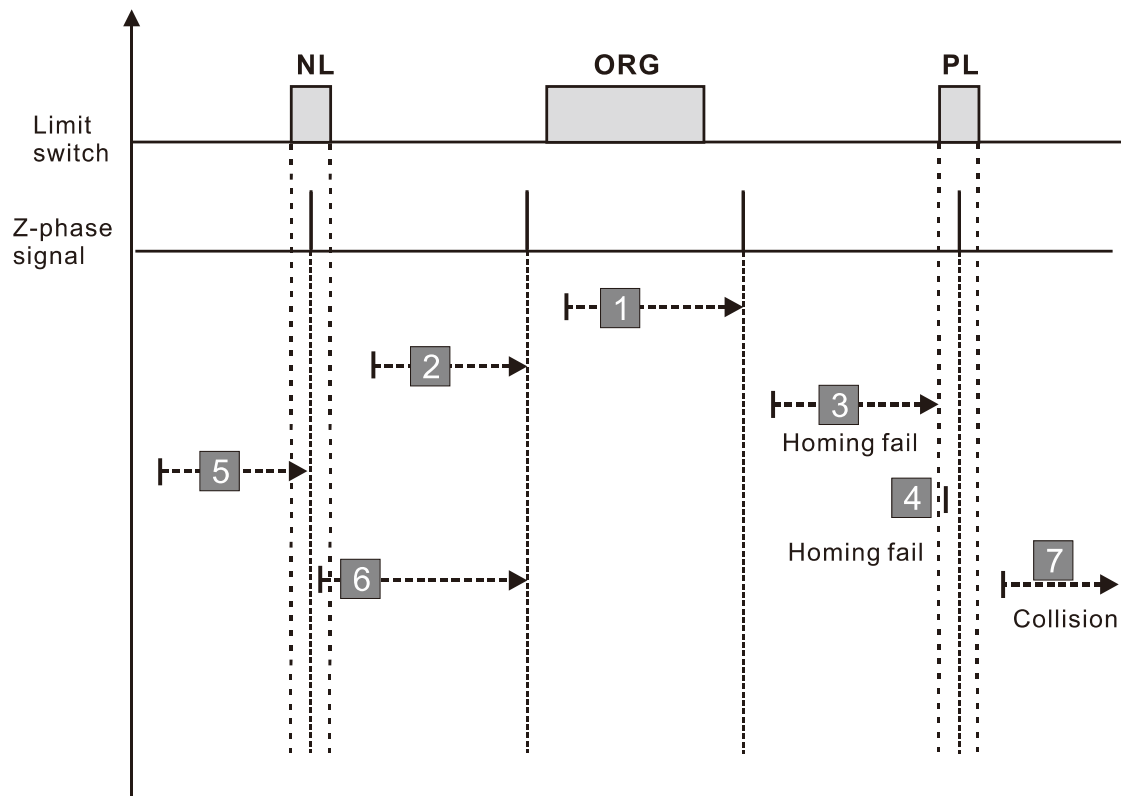 NL
ORG
PL
Limit
switch
Z-phase
signal
1
2
3
Homing fail
5
4
Homing fail
6
7
Collision